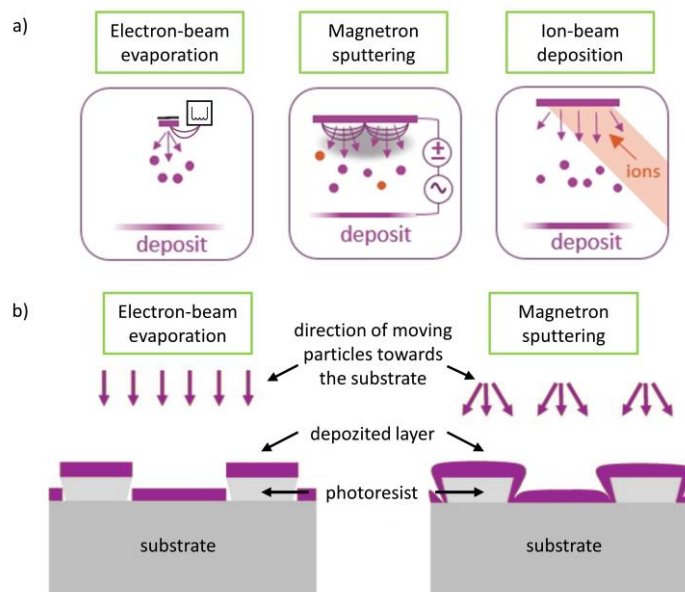 a)
Electron-beam
evaporation
Magnetron
sputtering
Ion-beam
deposition
ions
±
~
deposit
deposit
deposit
b)
Electron-beam
evaporation
direction of moving
particles towards
the substrate
Magnetron
sputtering
depozited layer
photoresist
substrate
substrate